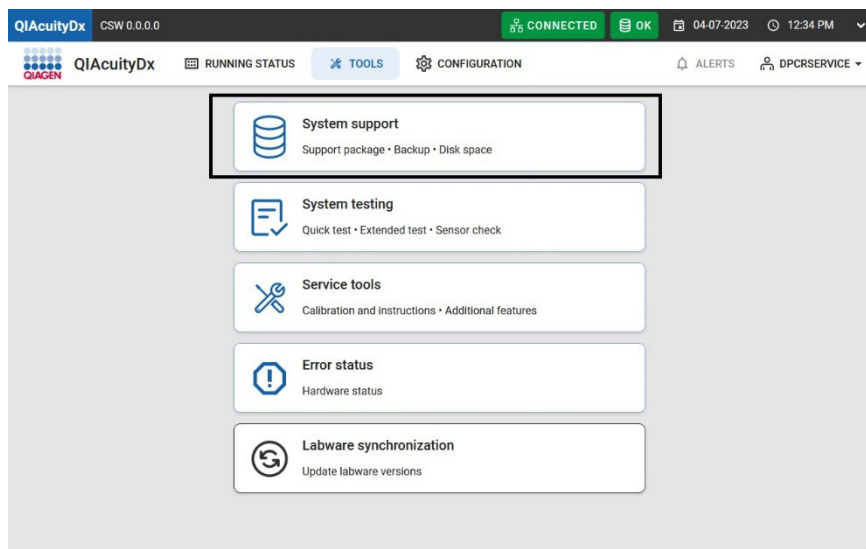 QIAcuityDx CSW 0.0.0.0 CONNECTED OK 04-07-2023 12:34 PM
QIAGEN QIAcuityDx RUNNING STATUS TOOLS CONFIGURATION ALERTS DPCRSERVICE
System support
Support package • Backup • Disk space
System testing
Quick test • Extended test • Sensor check
Service tools
Calibration and instructions • Additional features
Error status
Hardware status
Labware synchronization
Update labware versions